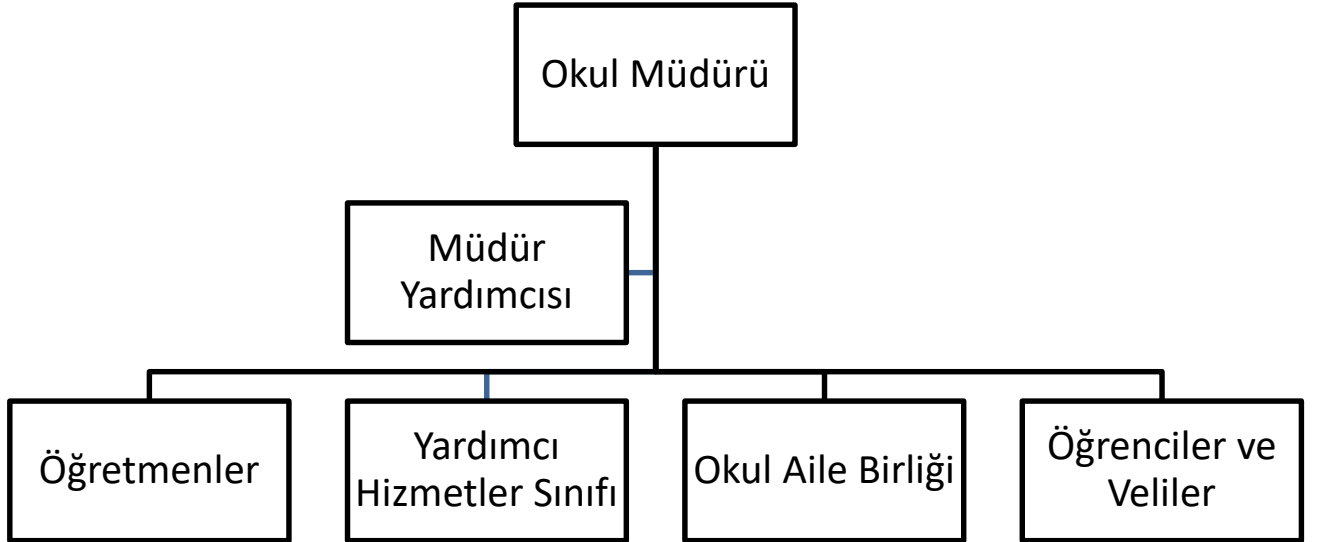 Okul Müdürü
Müdür
Yardımcısı
Öğretmenler
Yardımcı
Hizmetler Sınıfı
Okul Aile Birliği
Öğrenciler ve
Veliler